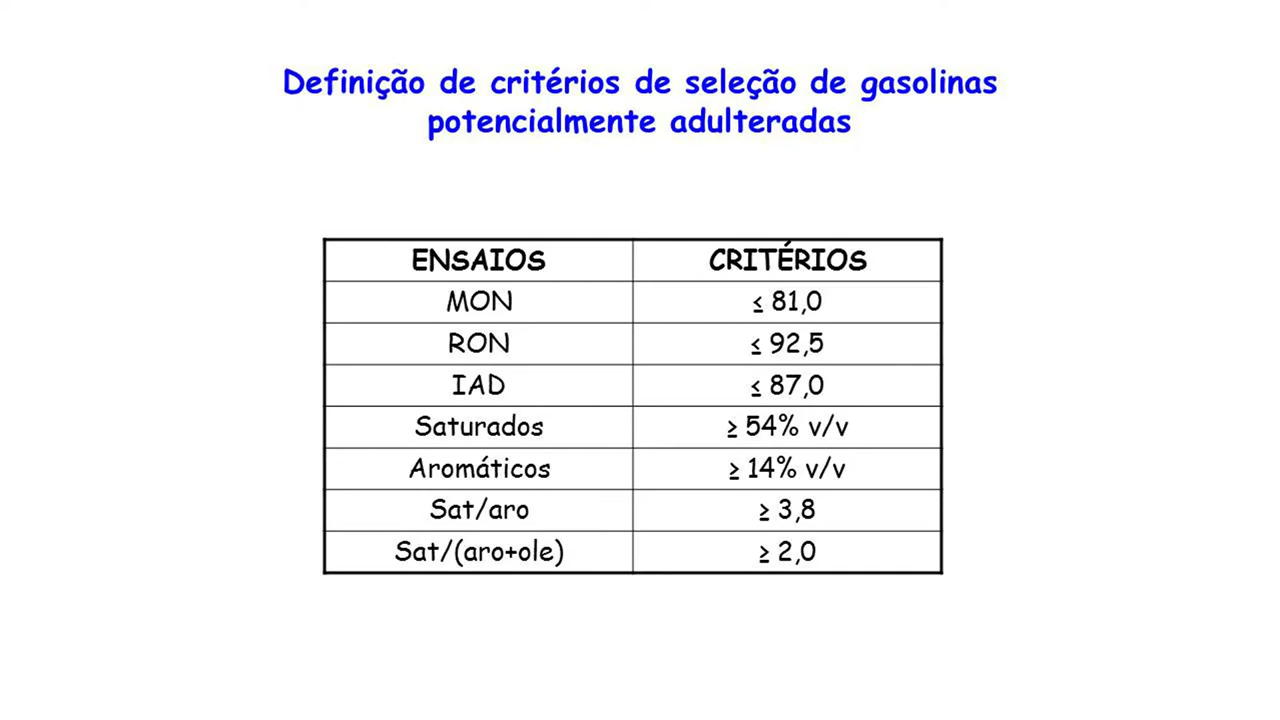 Definição de critérios de seleção de gasolinas
potencialmente adulteradas
ENSAIOS CRITÉRIOS
MON ≤ 81,0
RON ≤ 92,5
IAD ≤ 87,0
Saturados ≥ 54% v/v
Aromáticos ≥ 14% v/v
Sat/aro ≥ 3,8
Sat/(aro+ole) ≥ 2,0